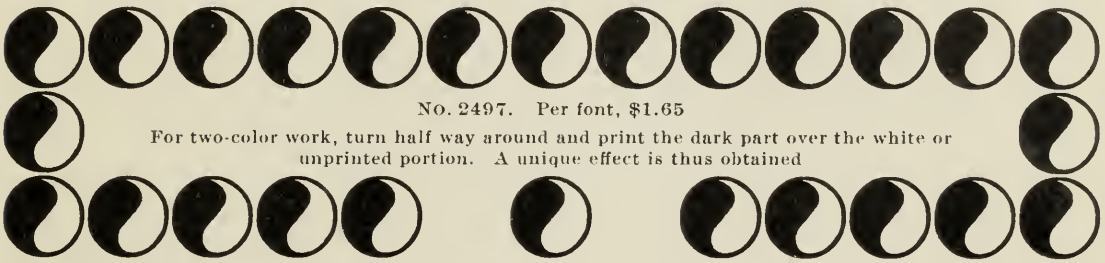 No. 2497. Per font, $1.65
For two-color work, turn half way around and print the dark part over the white or
unprinted portion. A unique effect is thus obtained